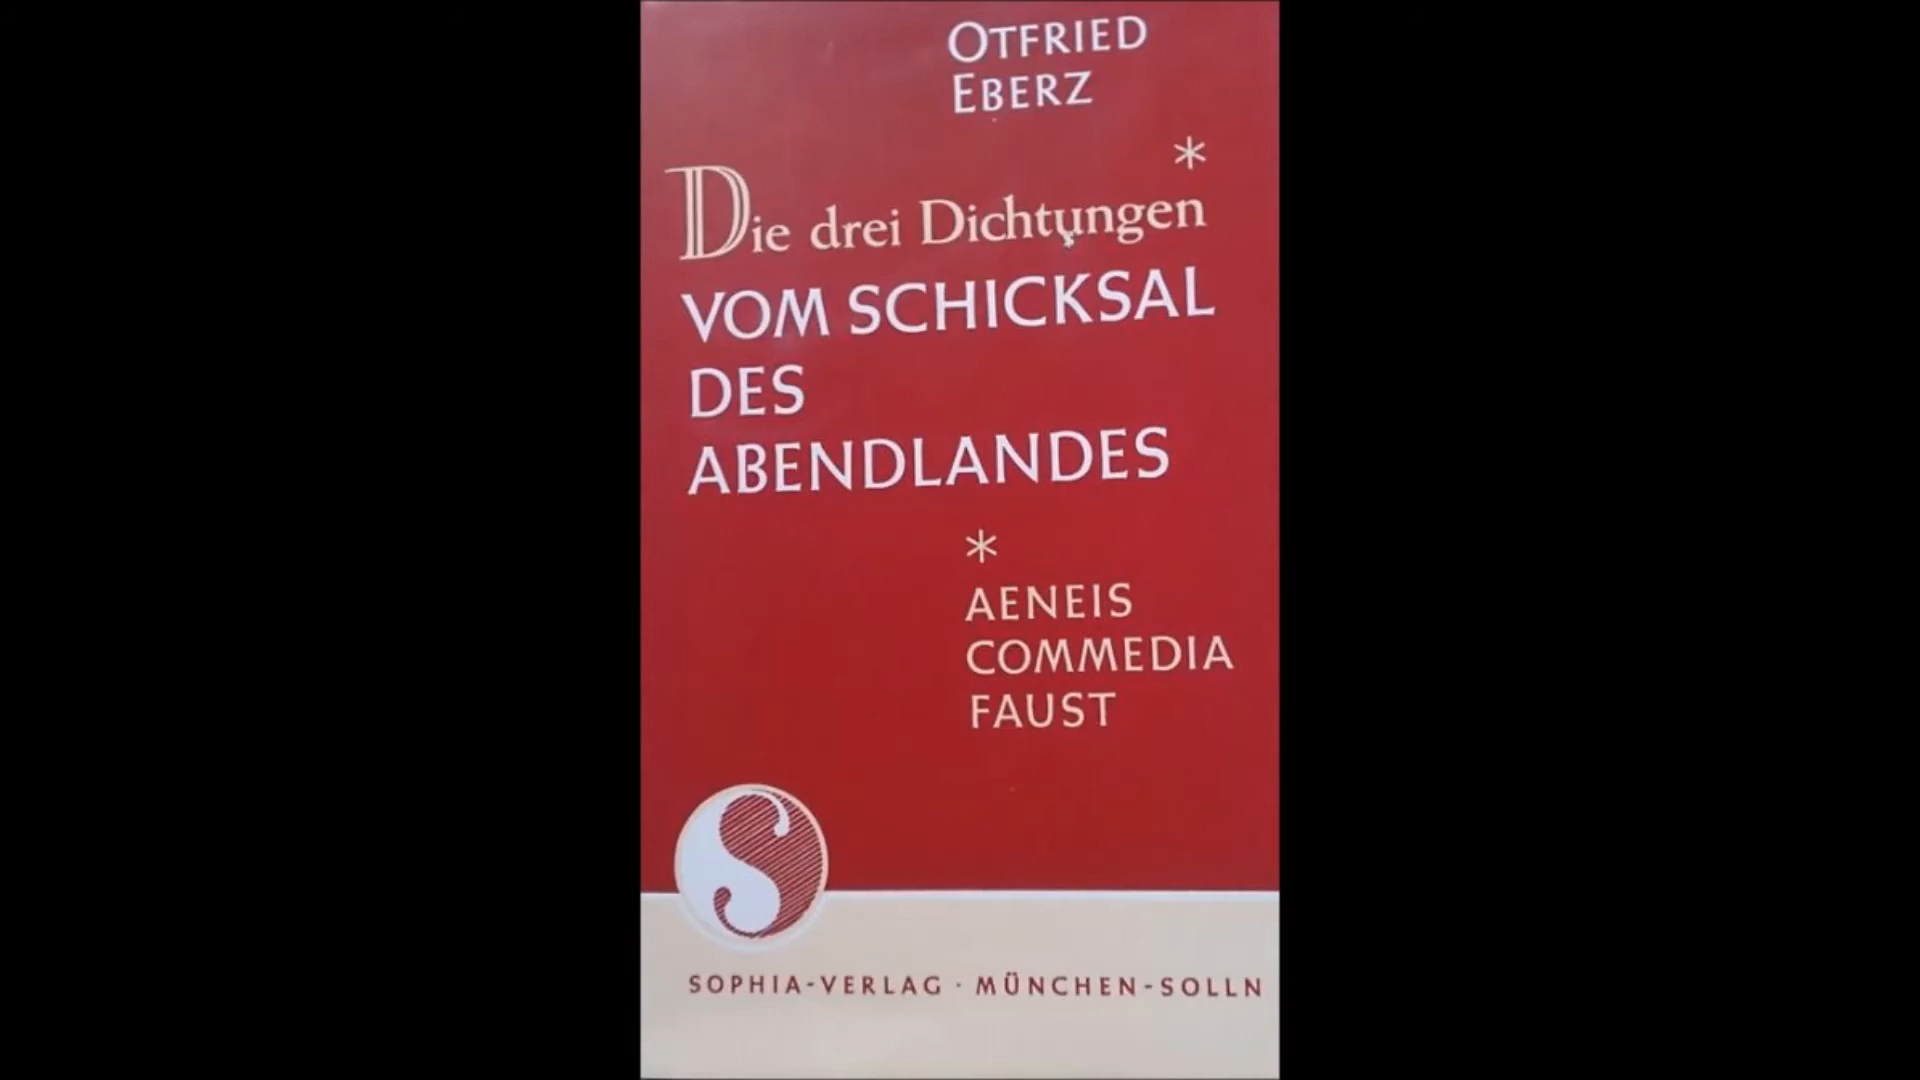 OTFRIED
EBERZ
*
Die drei Dichtungen
VOM SCHICKSAL
DES
ABENDLANDES
*
AENEIS
COMMEDIA
FAUST
S
SOPHIA-VERLAG · MÜNCHEN-SOLLN